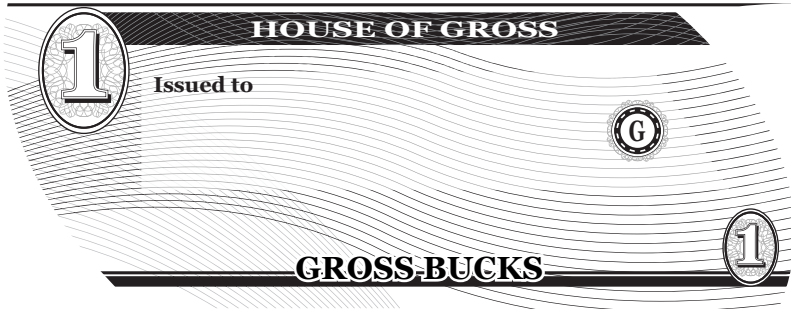 HOUSE OF GROSS
1
Issued to
G
1
GROSS BUCKS